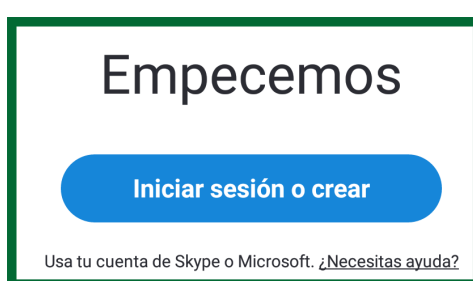 Empecemos
Iniciar sesión o crear
Usa tu cuenta de Skype o Microsoft. ¿Necesitas ayuda?